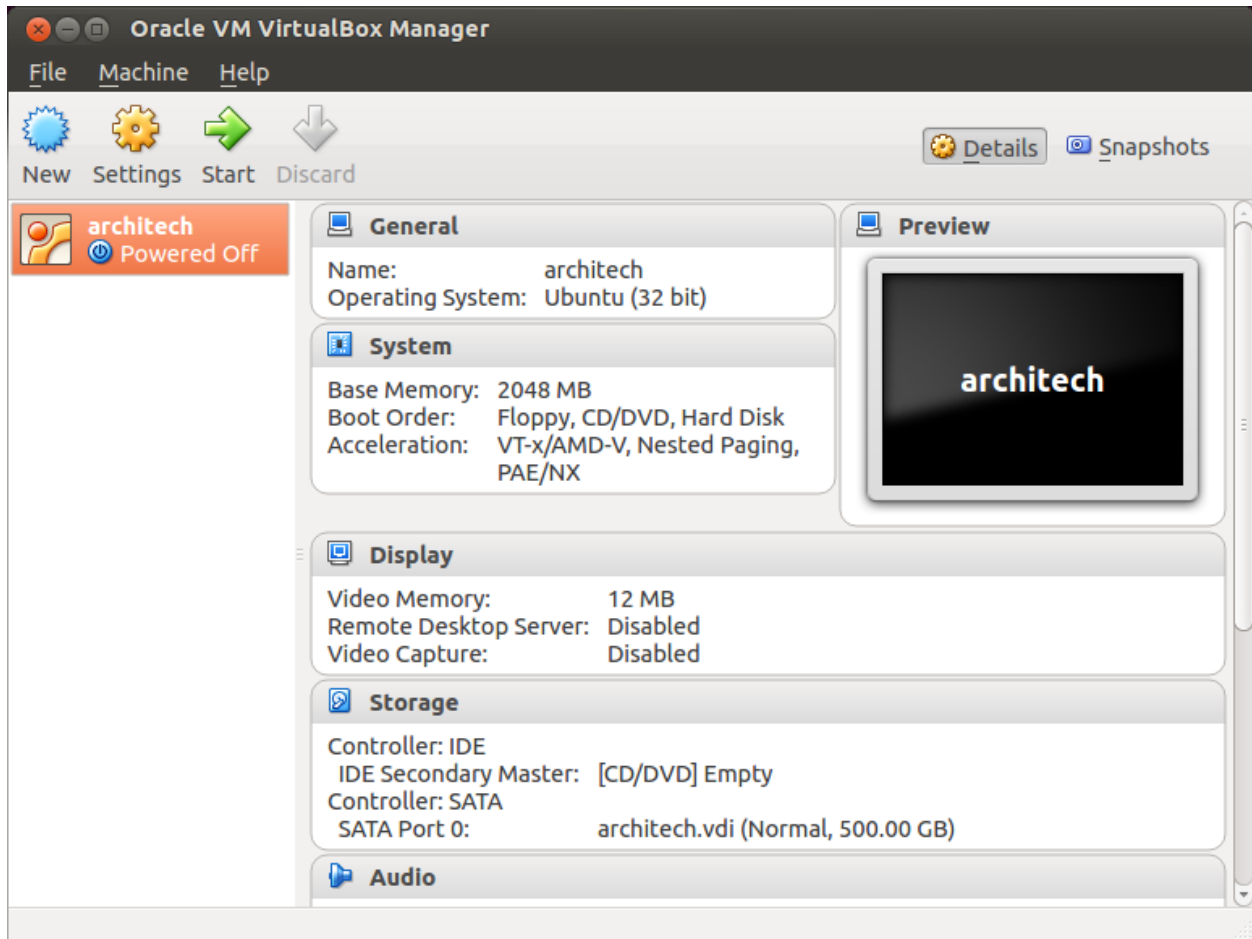 Oracle VM VirtualBox Manager
File Machine Help
New Settings Start Discard
Details Snapshots
architech
Powered Off
General
Name: architech
Operating System: Ubuntu (32 bit)
Preview
architech
System
Base Memory: 2048 MB
Boot Order: Floppy, CD/DVD, Hard Disk
Acceleration: VT-x/AMD-V, Nested Paging,
PAE/NX
Display
Video Memory: 12 MB
Remote Desktop Server: Disabled
Video Capture: Disabled
Storage
Controller: IDE
IDE Secondary Master: [CD/DVD] Empty
Controller: SATA
SATA Port 0: architech.vdi (Normal, 500.00 GB)
Audio